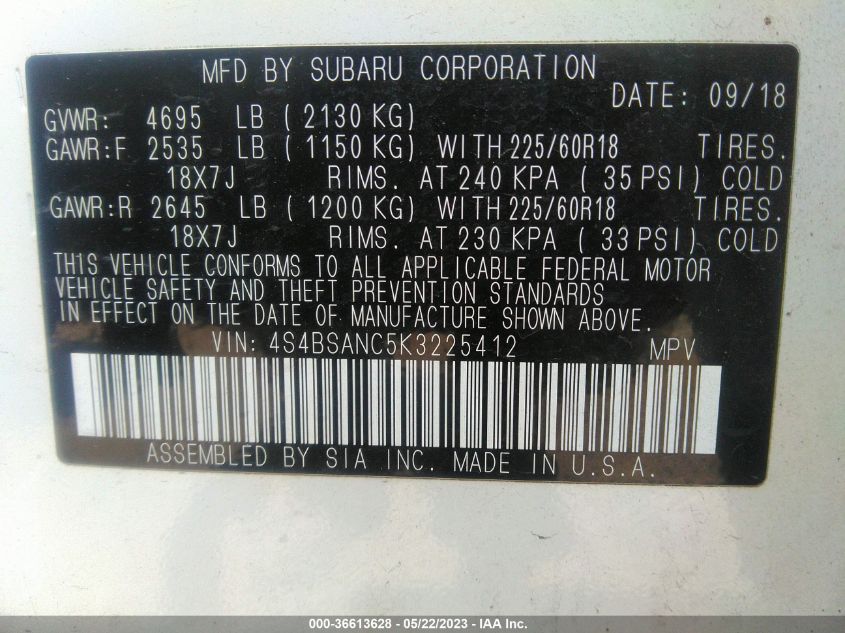 MFD BY SUBARU CORPORATION
DATE: 09/18
GVWR: 4695 LB ( 2130 KG)
GAWR:F 2535 LB ( 1150 KG) WITH 225/60R18 TIRES.
18X7J RIMS. AT 240 KPA ( 35 PSI) COLD
GAWR:R 2645 LB ( 1200 KG) WITH 225/60R18 TIRES.
18X7J RIMS. AT 230 KPA ( 33 PSI) COLD
THIS VEHICLE CONFORMS TO ALL APPLICABLE FEDERAL MOTOR
VEHICLE SAFETY AND THEFT PREVENTION STANDARDS
IN EFFECT ON THE DATE OF MANUFACTURE SHOWN ABOVE.
VIN: 4S4BSANC5K3225412 MPV
ASSEMBLED BY SIA INC. MADE IN U.S.A.
000-36613628 - 05/22/2023 - IAA Inc.